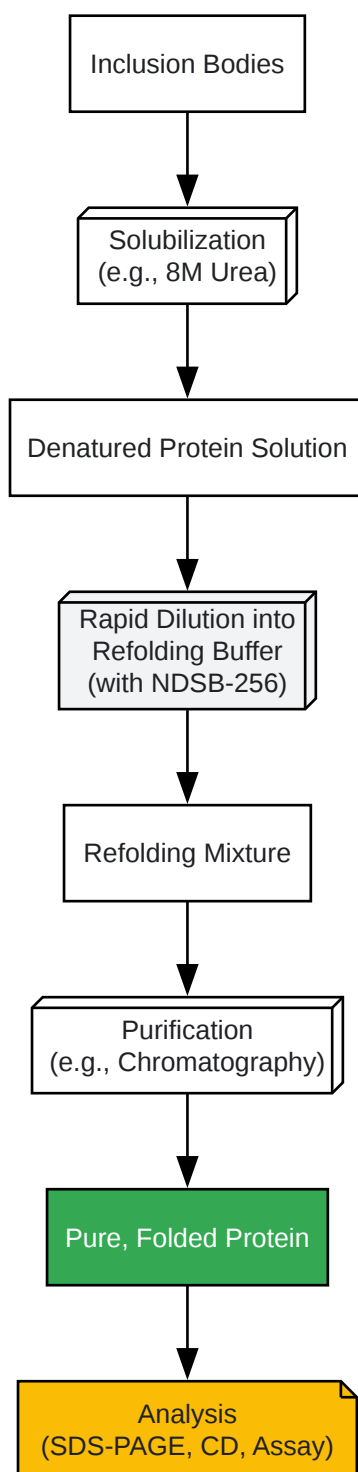 Inclusion Bodies
Solubilization
(e.g., 8M Urea)
Denatured Protein Solution
Rapid Dilution into
Refolding Buffer
(with NDSB-256)
Refolding Mixture
Purification
(e.g., Chromatography)
Pure, Folded Protein
Analysis
(SDS-PAGE, CD, Assay)